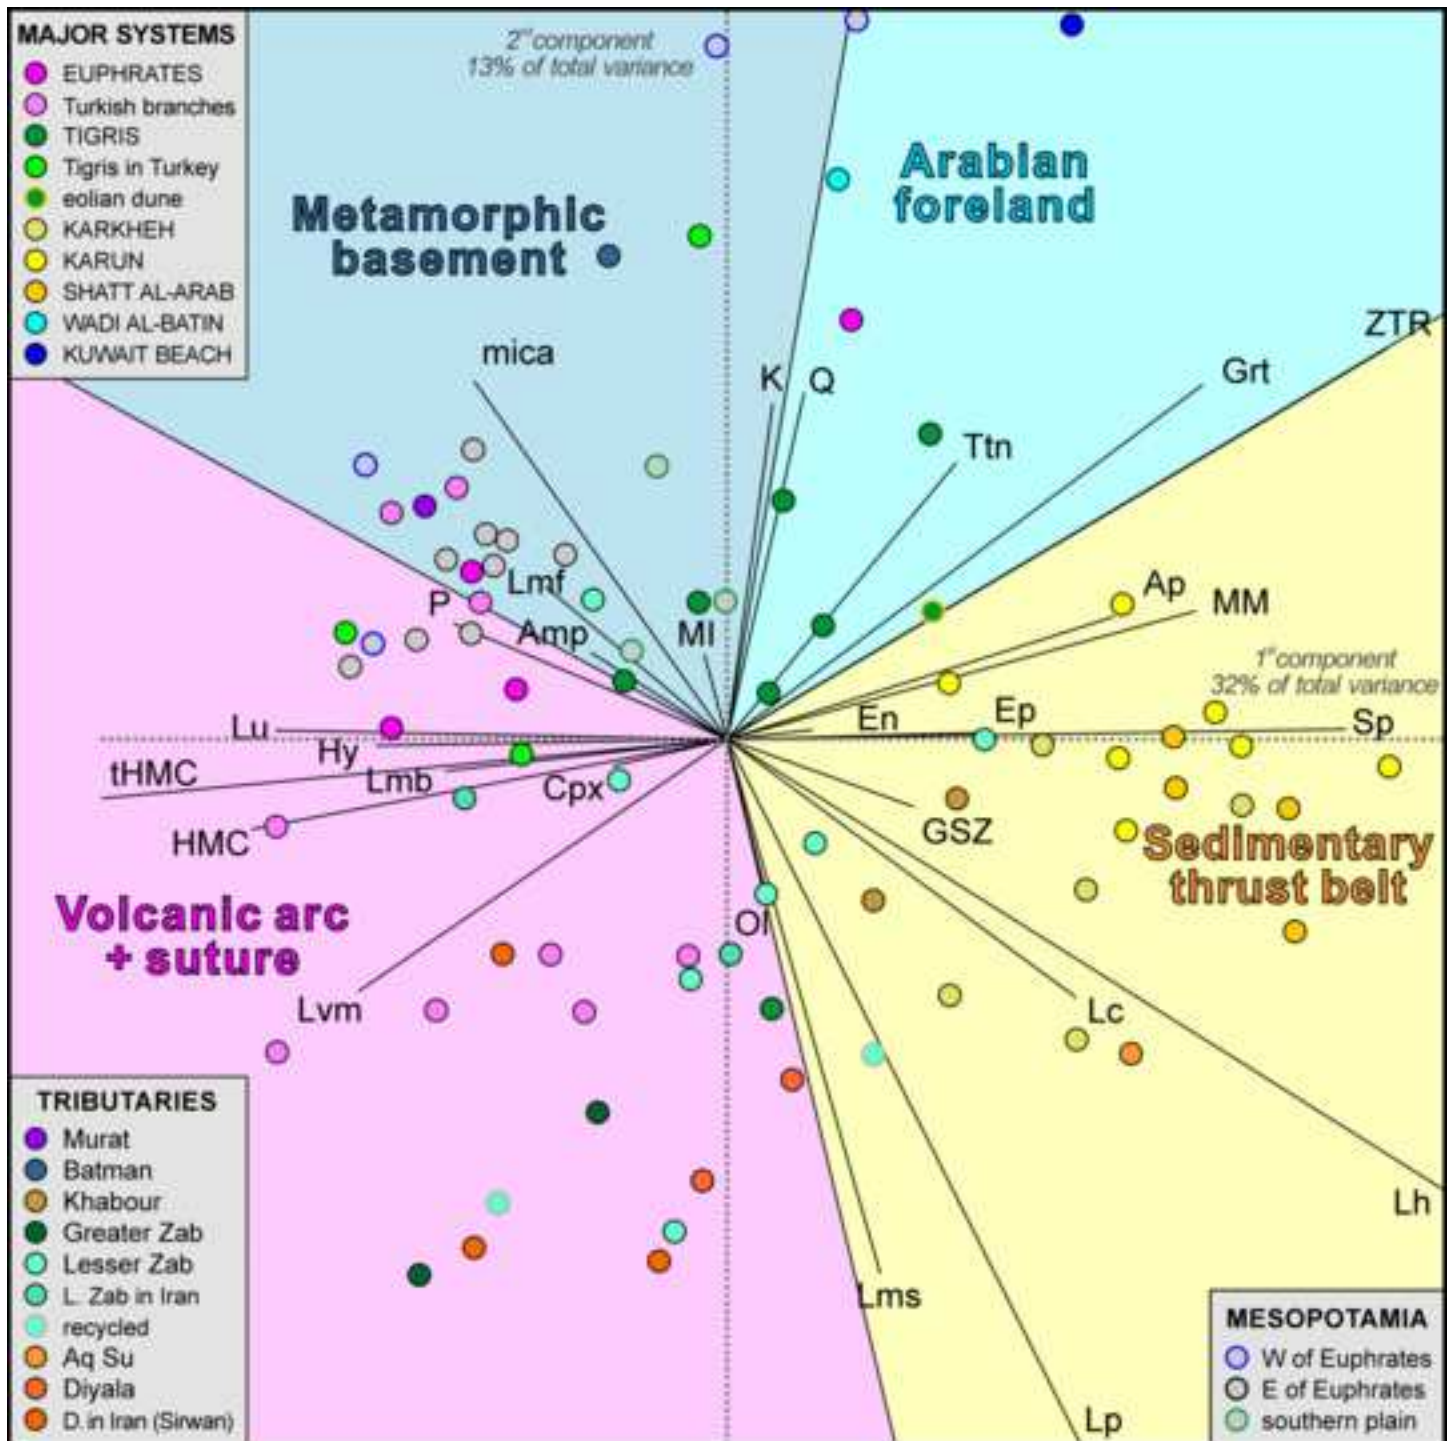 MAJOR SYSTEMS
EUPHRATES
Turkish branches
TIGRIS
Tigris in Turkey
eolian dune
KARKHEH
KARUN
SHATT AL-ARAB
WADI AL-BATIN
KUWAIT BEACH
2st component
13% of total variance
Arabian
foreland
Metamorphic
basement
ZTR
mica
K
Q
Grt
Ttn
Lmf
Ap
P
MM
Amp
MI
1st component
32% of total variance
En
Ep
Sp
Lu
Hy
tHMC
Lmb
Cpx
GSZ
HMC
Sedimentary
thrust belt
Volcanic arc
+ suture
Ol
Lvm
Lc
TRIBUTARIES
Murat
Batman
Khabour
Greater Zab
Lesser Zab
L. Zab in Iran
recycled
Aq Su
Diyala
D. in Iran (Sirwan)
Lh
Lms
Lp
MESOPOTAMIA
W of Euphrates
E of Euphrates
southern plain